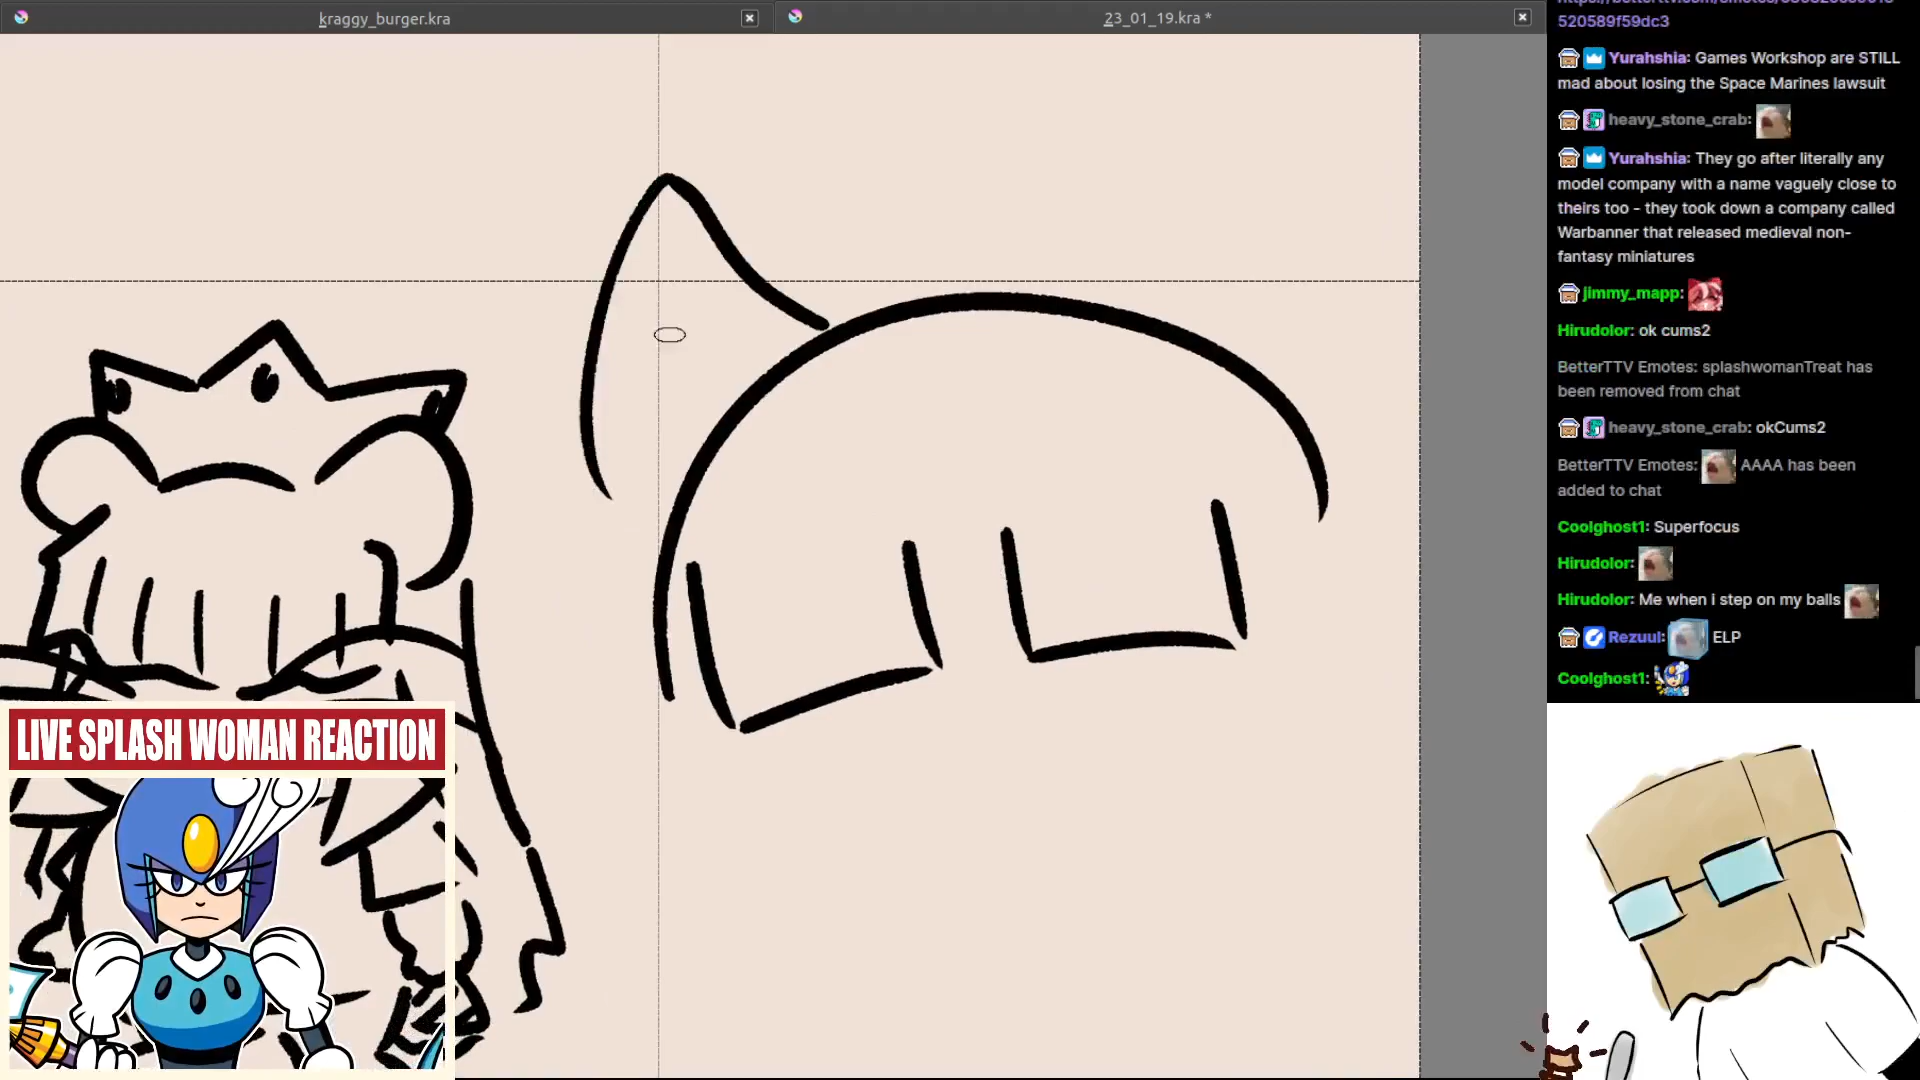 kraggy_burger.kra
23_01_19.kra *
520589f59dc3
Yurahshia: Games Workshop are STILL
mad about losing the Space Marines lawsuit
heavy_stone_crab:
Yurahshia: They go after literally any
model company with a name vaguely close to
theirs too - they took down a company called
Warbanner that released medieval non-
fantasy miniatures
jimmy_mapp:
Hirudolor: ok cums2
BetterTTV Emotes: splashwomanTreat has
been removed from chat
heavy_stone_crab: okCums2
BetterTTV Emotes: AAAA has been
added to chat
Coolghost1: Superfocus
Hirudolor:
Hirudolor: Me when i step on my balls
Rezuul: ELP
Coolghost1:
LIVE SPLASH WOMAN REACTION